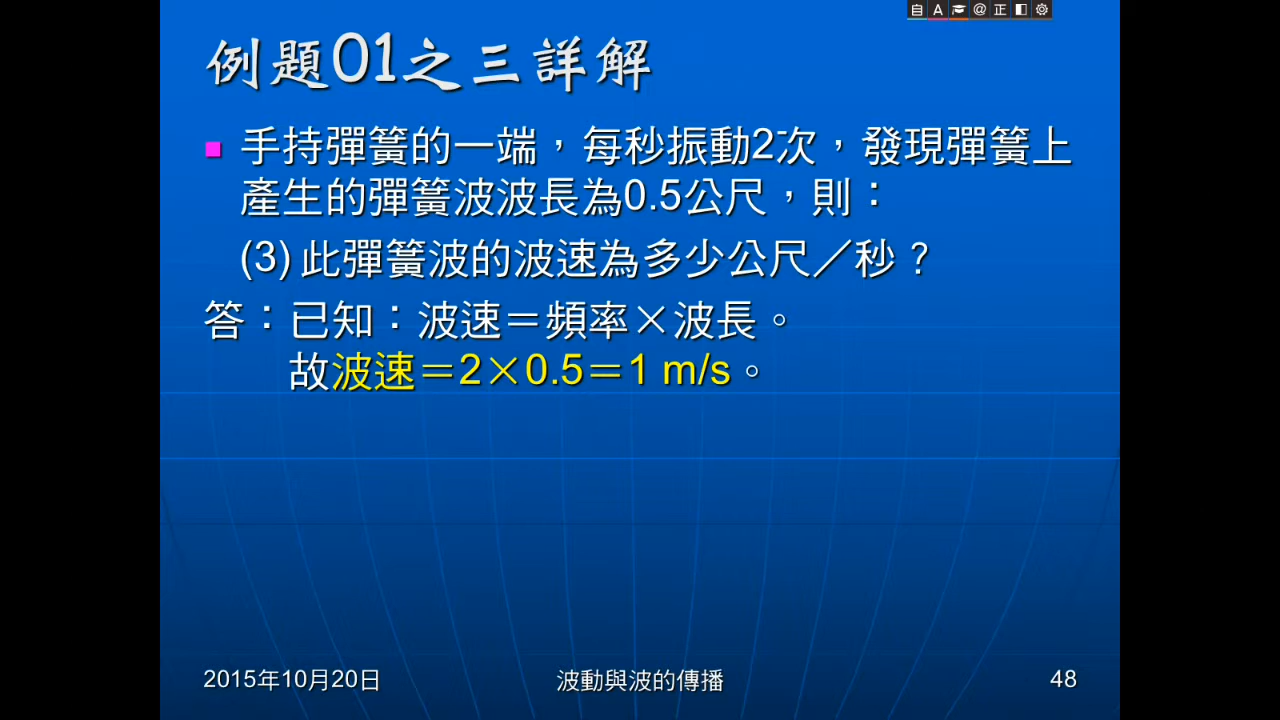 自 A @ 正
例題01之三詳解
手持彈簧的一端，每秒振動2次，發現彈簧上
產生的彈簧波波長為0.5公尺，則：
(3) 此彈簧波的波速為多少公尺／秒？
答：已知：波速＝頻率×波長。
故波速＝2×0.5＝1 m/s。
2015年10月20日
波動與波的傳播
48